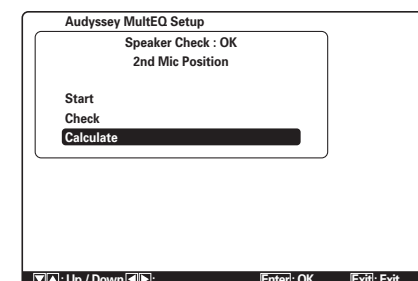 Audyssey MultEQ Setup
Speaker Check : OK
2nd Mic Position
Start
Check
Calculate
▼▲: Up / Down ◀▶: Enter: OK Exit: Exit